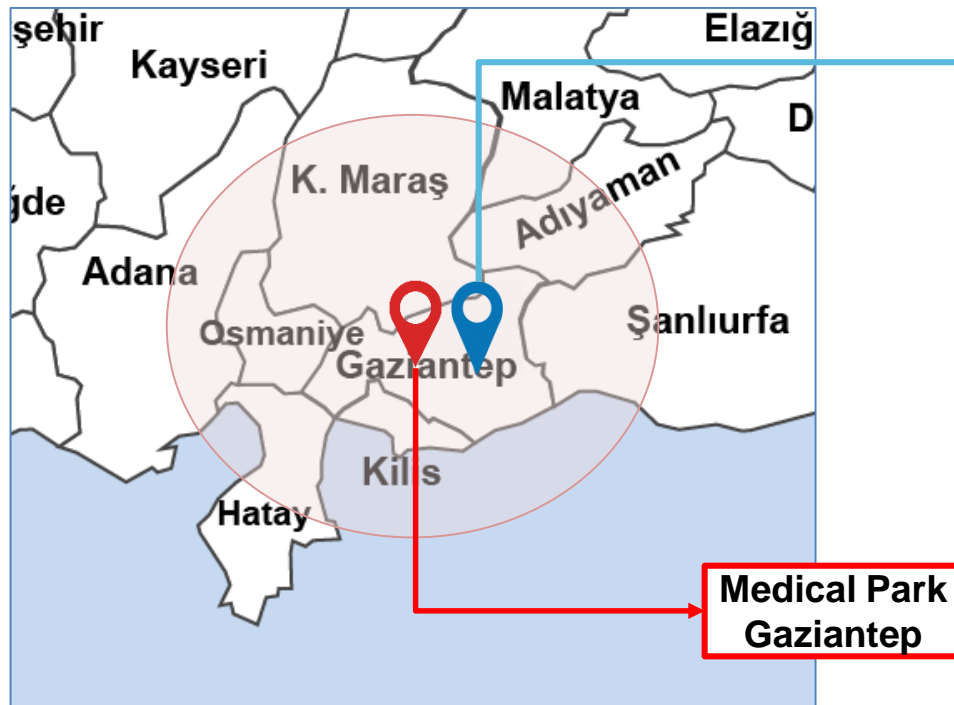 şehir
Elazığ
Kayseri
Malatya
D
K. Maraş
Adıyaman
ğde
Adana
Şanlıurfa
Osmaniye
Gaziantep
Kilis
Hatay
Medical Park
Gaziantep